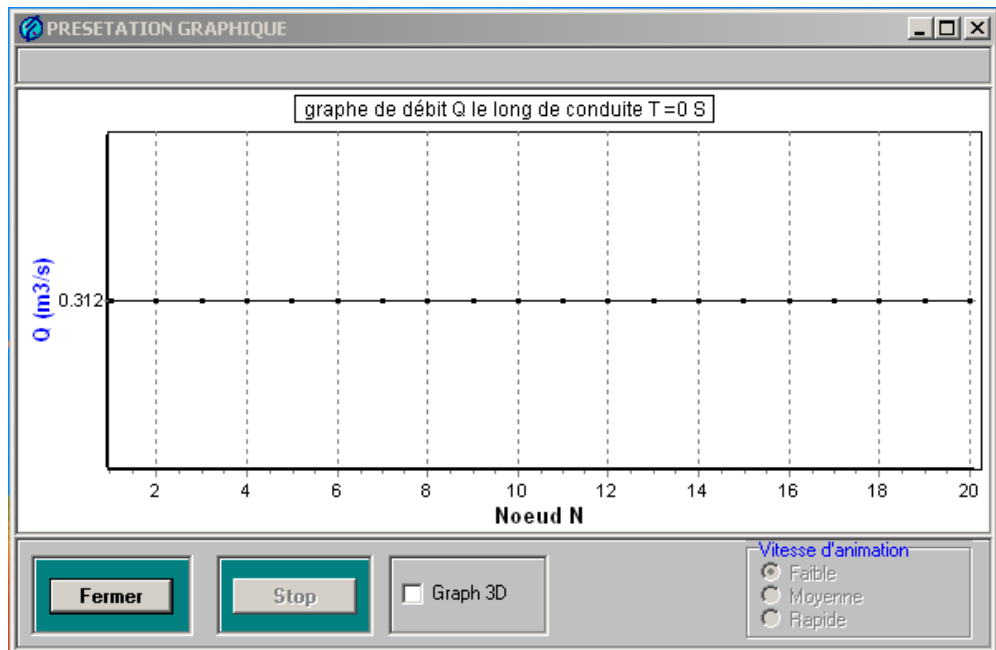 PRESETATION GRAPHIQUE
graphe de débit Q le long de conduite T =0 S
Q (m3/s)
0.312
2 4 6 8 10 12 14 16 18 20
Noeud N
Fermer
Stop
Graph 3D
Vitesse d'animation
Faible
Moyenne
Rapide